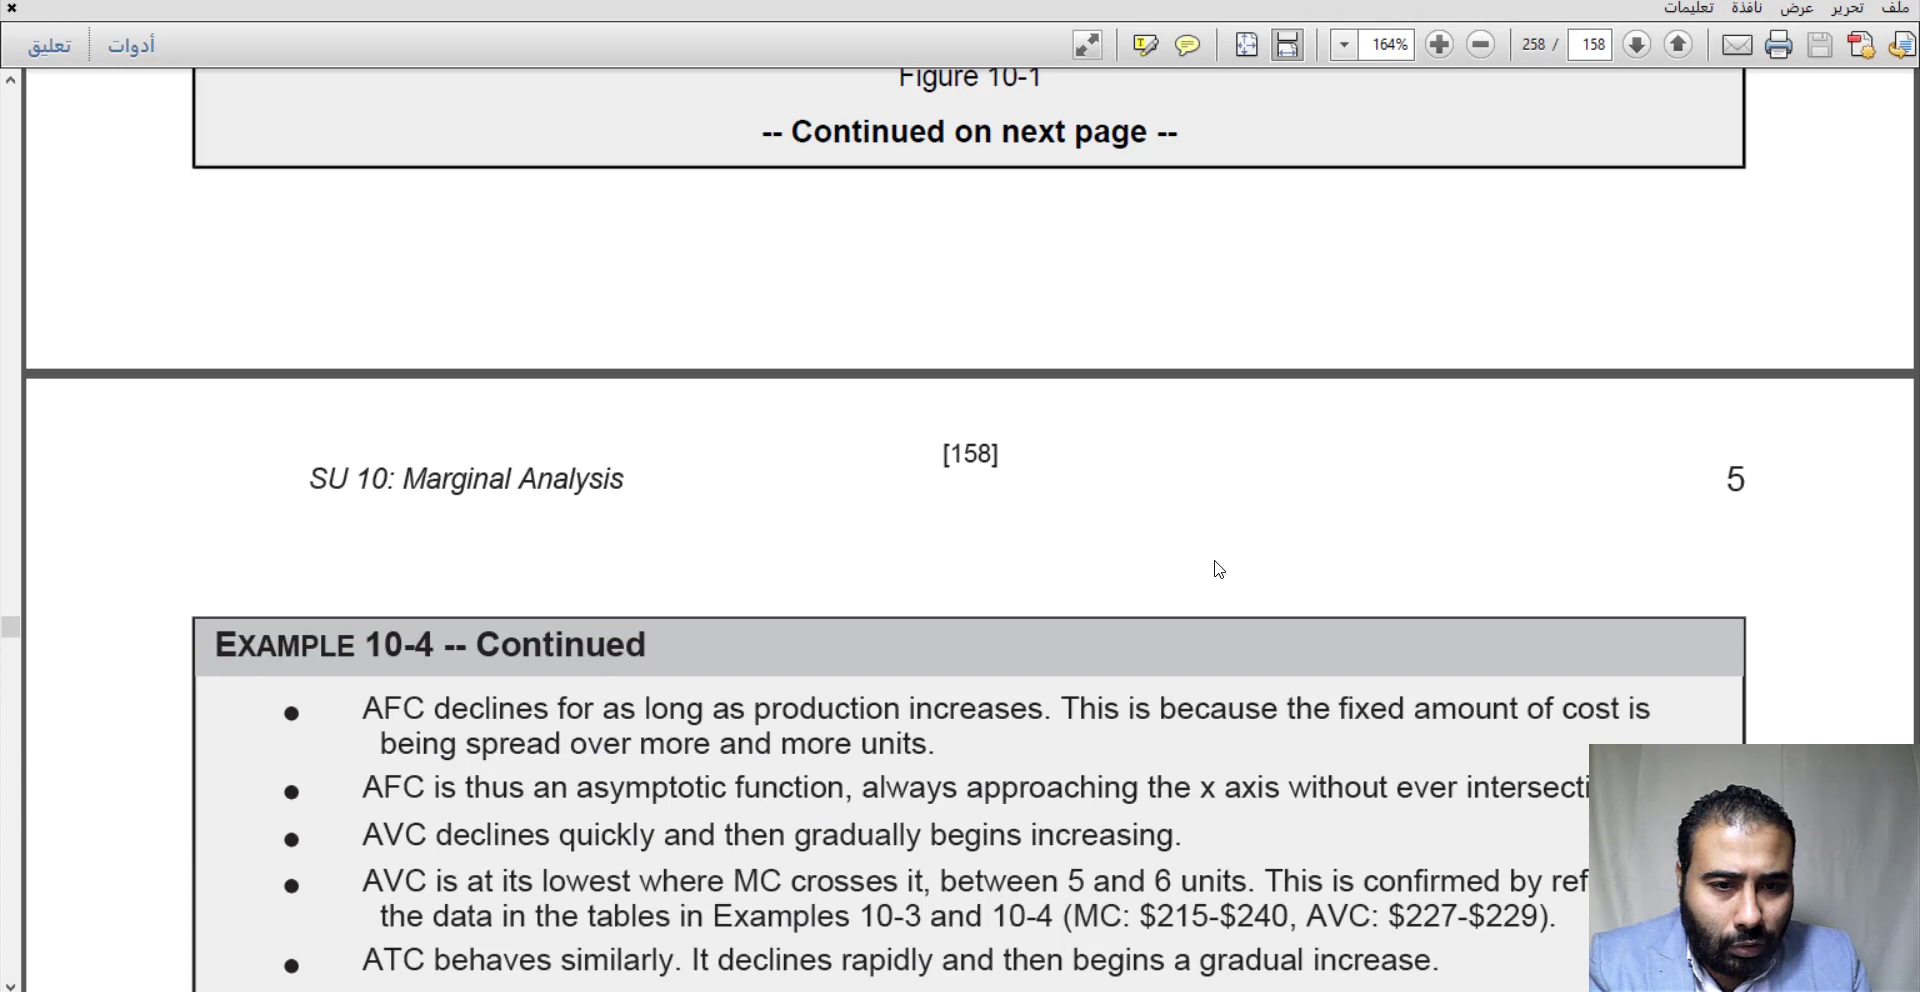 ملف تحرير عرض نافذة تعليمات
تعليق أدوات 164% 258 / 158
Figure 10-1
-- Continued on next page --
[158]
SU 10: Marginal Analysis 5
EXAMPLE 10-4 -- Continued
● AFC declines for as long as production increases. This is because the fixed amount of cost is
being spread over more and more units.
● AFC is thus an asymptotic function, always approaching the x axis without ever intersecti
● AVC declines quickly and then gradually begins increasing.
● AVC is at its lowest where MC crosses it, between 5 and 6 units. This is confirmed by ref
the data in the tables in Examples 10-3 and 10-4 (MC: $215-$240, AVC: $227-$229).
● ATC behaves similarly. It declines rapidly and then begins a gradual increase.